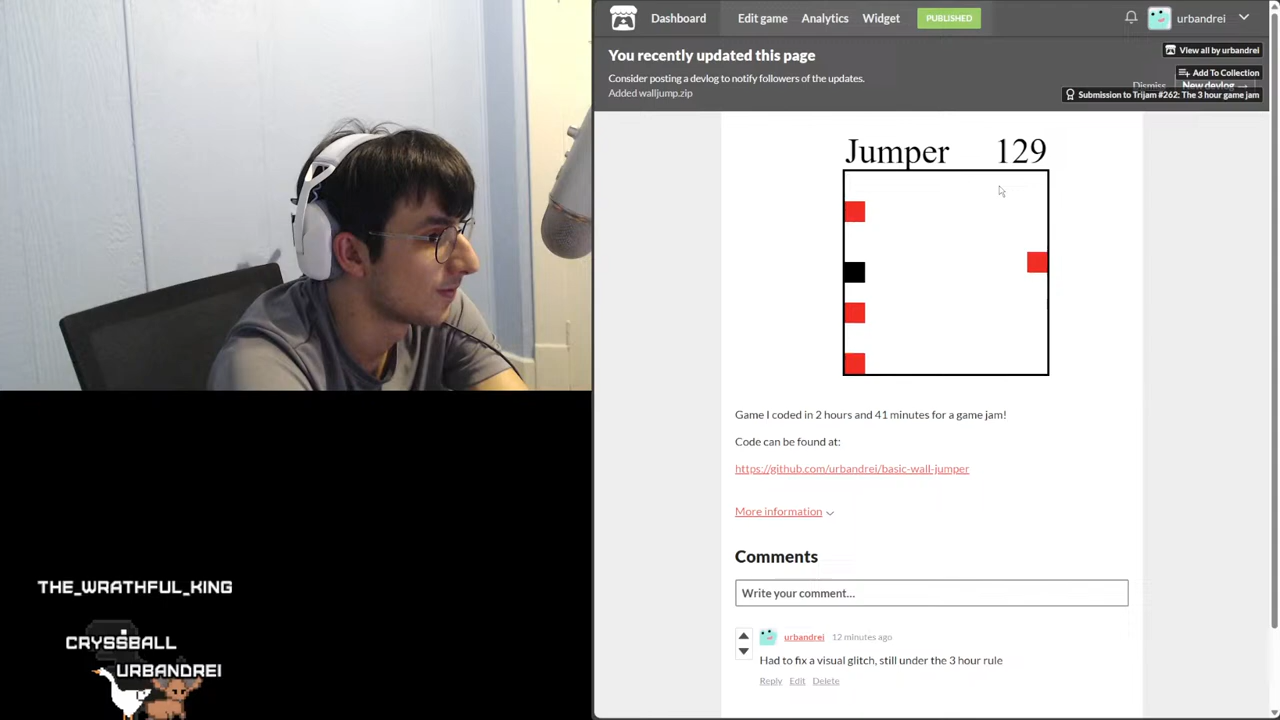 Dashboard Edit game Analytics Widget PUBLISHED urbandrei
You recently updated this page
View all by urbandrei
Consider posting a devlog to notify followers of the updates.
Add To Collection
Dismiss New devlog →
Added walljump.zip
Submission to Trijam #262: The 3 hour game jam
Jumper 129
Game I coded in 2 hours and 41 minutes for a game jam!
Code can be found at:
https://github.com/urbandrei/basic-wall-jumper
More information
Comments
Write your comment...
urbandrei 12 minutes ago
Had to fix a visual glitch, still under the 3 hour rule
Reply Edit Delete
THE_WRATHFUL_KING
CRYSSBALL
URBANDREI